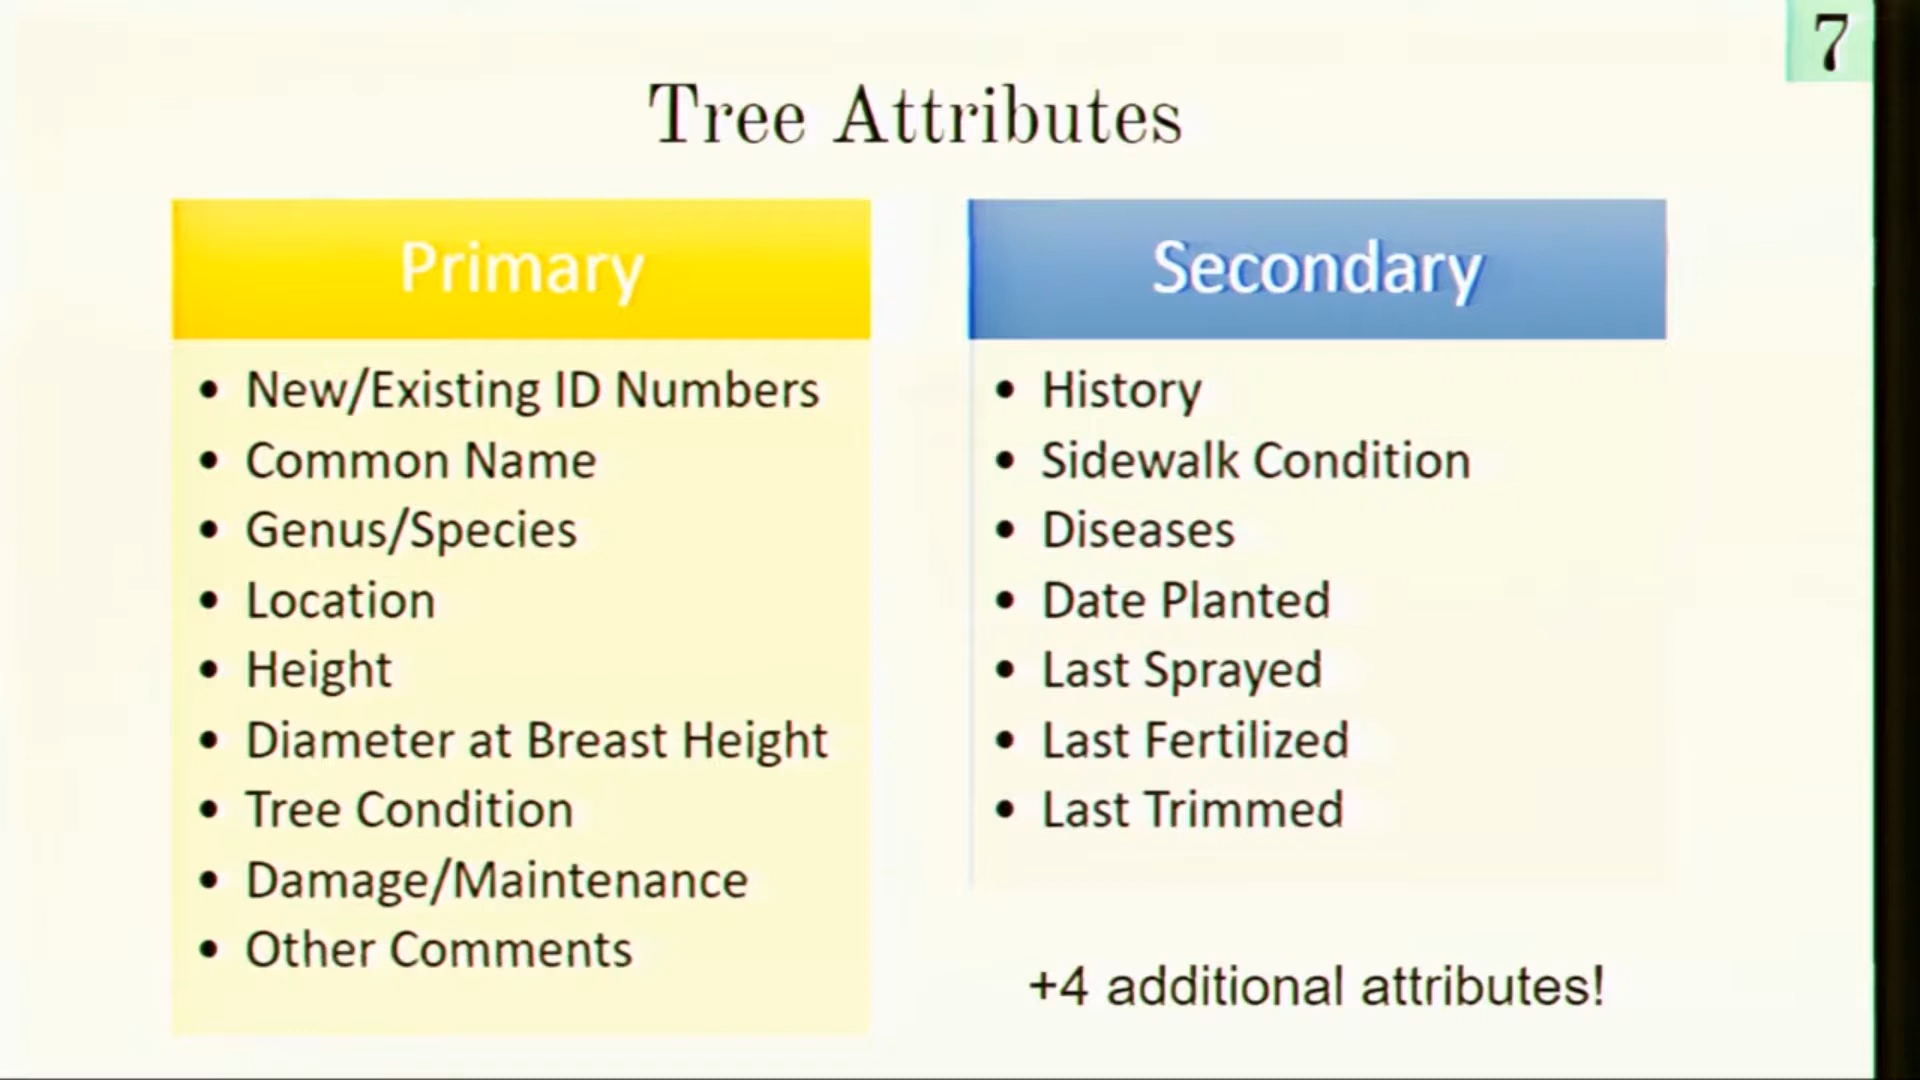 7
Tree Attributes
Primary
• New/Existing ID Numbers
• Common Name
• Genus/Species
• Location
• Height
• Diameter at Breast Height
• Tree Condition
• Damage/Maintenance
• Other Comments
Secondary
• History
• Sidewalk Condition
• Diseases
• Date Planted
• Last Sprayed
• Last Fertilized
• Last Trimmed
+4 additional attributes!